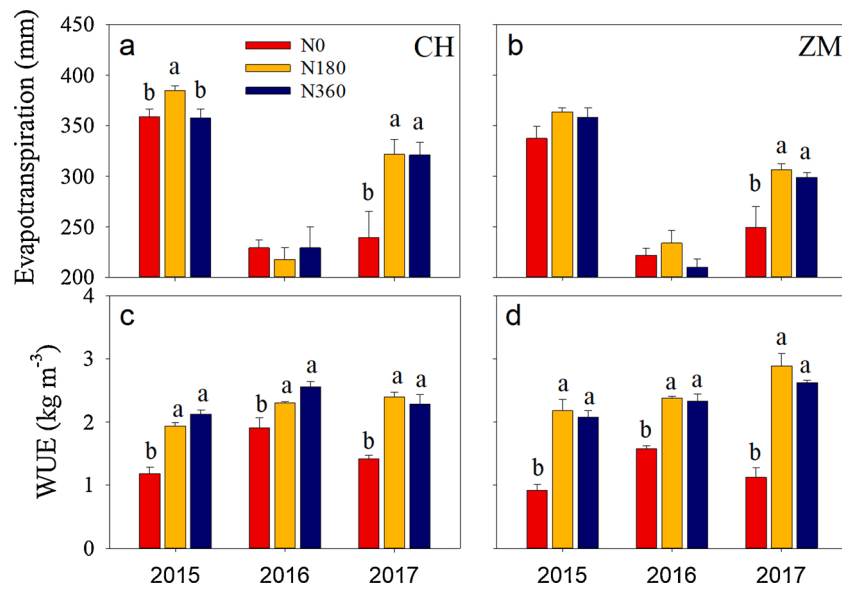 Evapotranspiration (mm)
450
400
350
300
250
200
a
N0
N180
N360
CH
b a b
b a a
b
ZM
b a a
WUE (kg m-3)
4
3
2
1
0
c
b a a
b a a
b a a
2015 2016 2017
d
b a a
b a a
b a a
2015 2016 2017